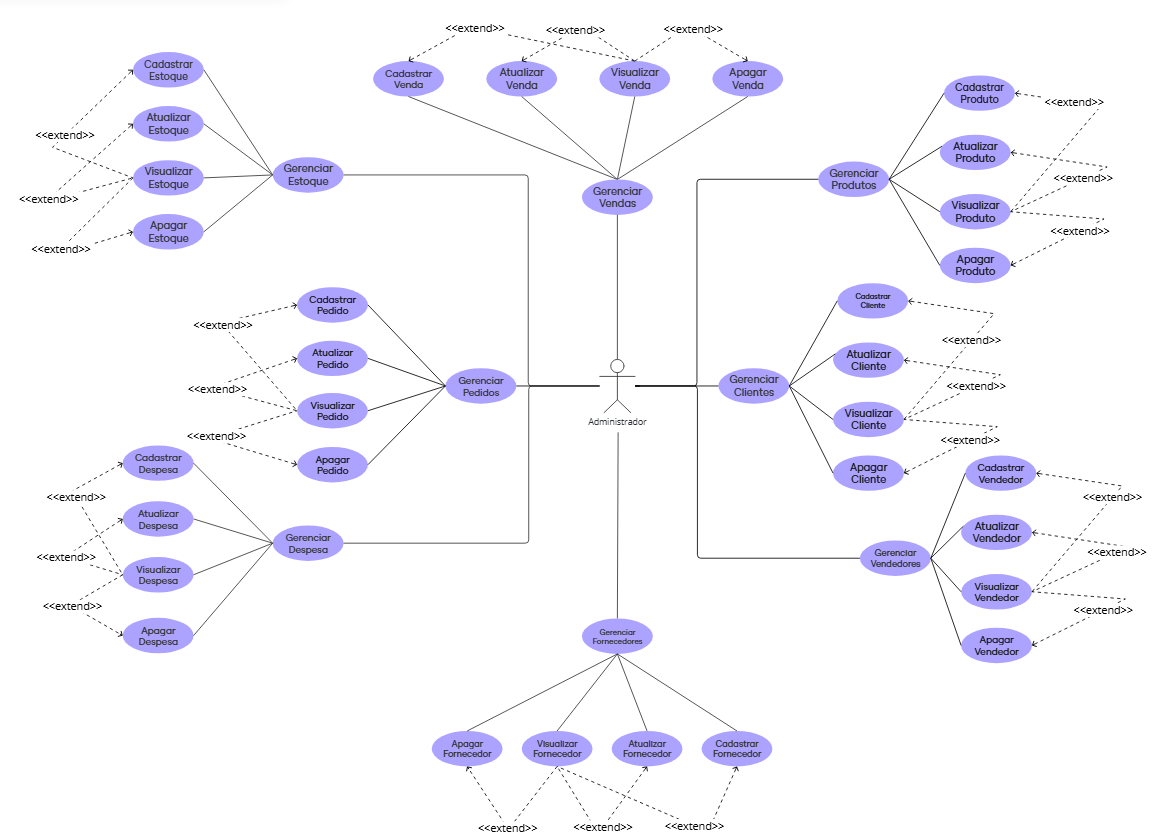 <<extend>>
<<extend>>
<<extend>>
Cadastrar
Venda
Atualizar
Venda
Visualizar
Venda
Apagar
Venda
Gerenciar
Vendas
Cadastrar
Estoque
Atualizar
Estoque
Visualizar
Estoque
Apagar
Estoque
<<extend>>
<<extend>>
<<extend>>
Gerenciar
Estoque
Cadastrar
Produto
Atualizar
Produto
Visualizar
Produto
Apagar
Produto
<<extend>>
<<extend>>
<<extend>>
Gerenciar
Produtos
Cadastrar
Pedido
Atualizar
Pedido
Visualizar
Pedido
Apagar
Pedido
<<extend>>
<<extend>>
<<extend>>
Gerenciar
Pedidos
Administrador
Gerenciar
Clientes
Cadastrar
Cliente
Atualizar
Cliente
Visualizar
Cliente
Apagar
Cliente
<<extend>>
<<extend>>
<<extend>>
Cadastrar
Despesa
Atualizar
Despesa
Visualizar
Despesa
Apagar
Despesa
<<extend>>
<<extend>>
<<extend>>
Gerenciar
Despesa
Gerenciar
Vendedores
Cadastrar
Vendedor
Atualizar
Vendedor
Visualizar
Vendedor
Apagar
Vendedor
<<extend>>
<<extend>>
<<extend>>
Gerenciar
Fornecedores
Apagar
Fornecedor
Visualizar
Fornecedor
Atualizar
Fornecedor
Cadastrar
Fornecedor
<<extend>>
<<extend>>
<<extend>>